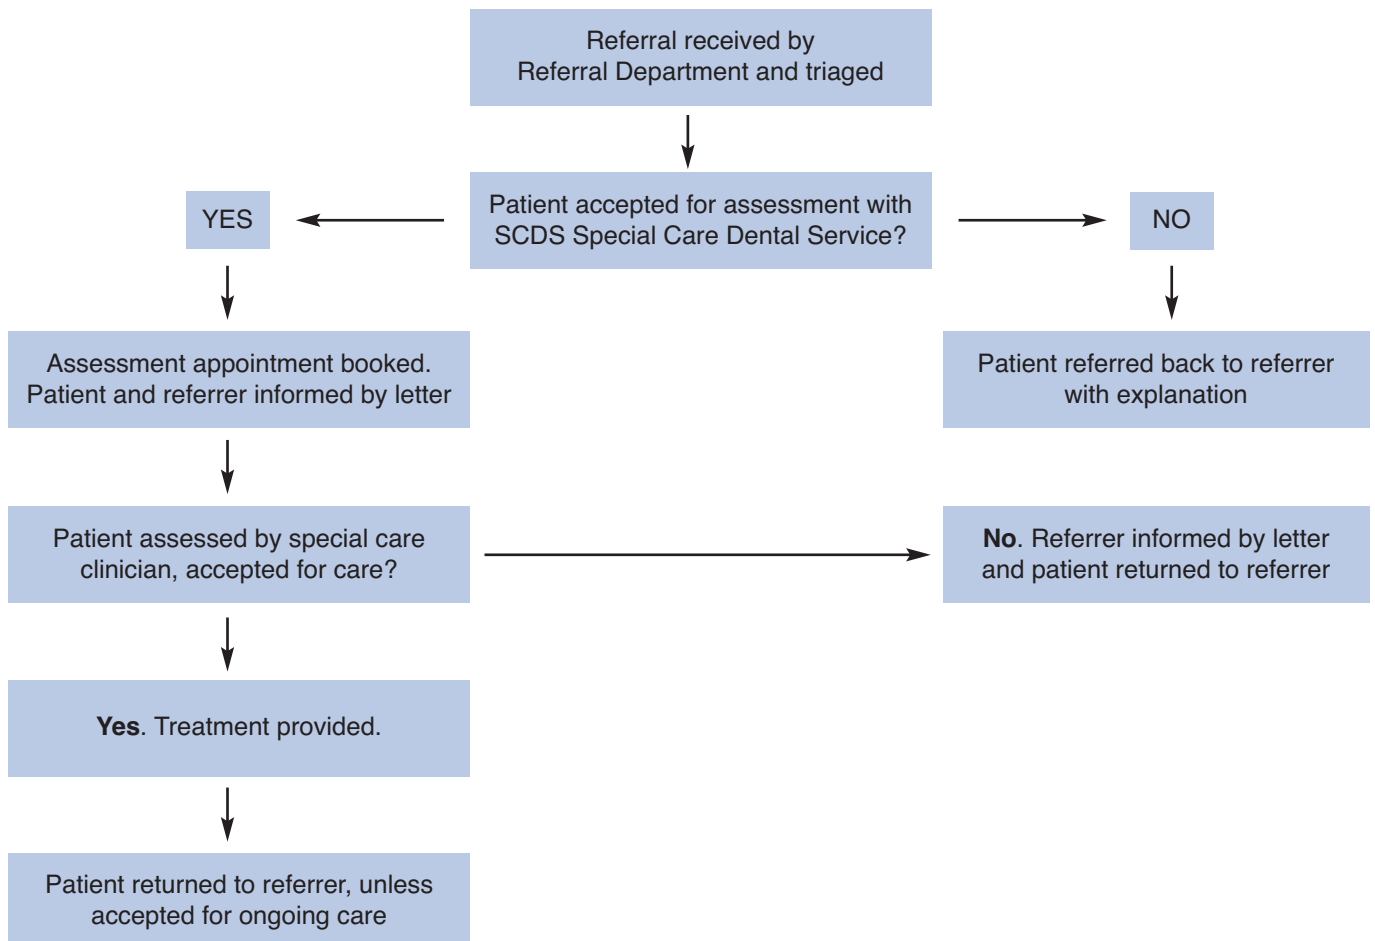 Referral received by
Referral Department and triaged
YES
Patient accepted for assessment with
SCDS Special Care Dental Service?
NO
Assessment appointment booked.
Patient and referrer informed by letter
Patient referred back to referrer
with explanation
Patient assessed by special care
clinician, accepted for care?
No. Referrer informed by letter
and patient returned to referrer
Yes. Treatment provided.
Patient returned to referrer, unless
accepted for ongoing care